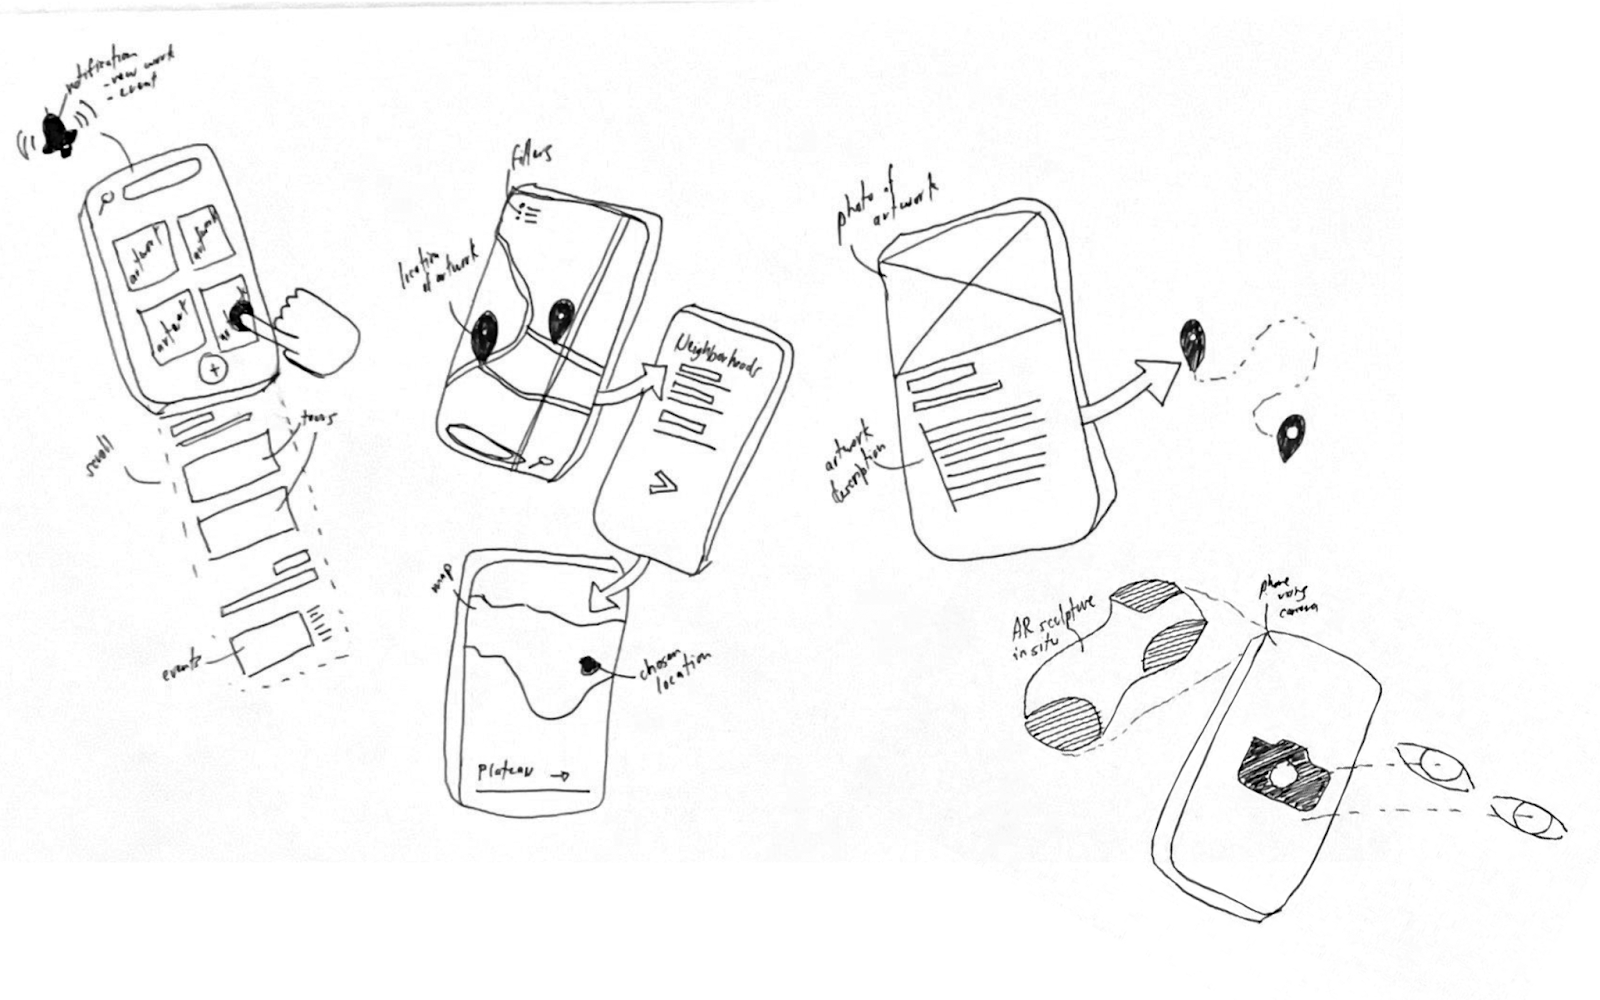 notification
- new work
- event
artwork
artwork
artwork
scroll
tours
events
filters
location
of artwork
Neighborhoods
map
chosen
location
Plateau →
photo of
artwork
artwork
description
AR sculpture
in situ
phone
using
camera